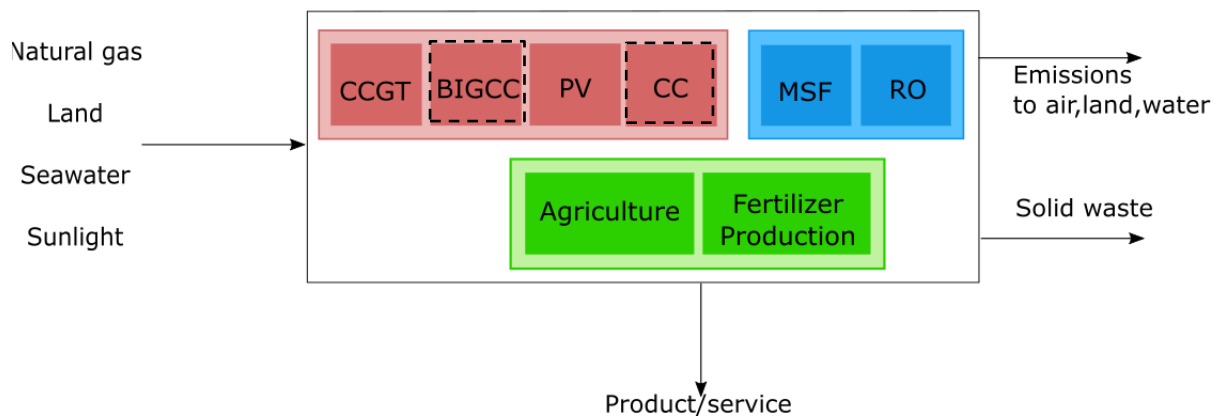 Natural gas
Land
Seawater
Sunlight
CCGT
BIGCC
PV
CC
MSF
RO
Agriculture
Fertilizer
Production
Emissions
to air,land,water
Solid waste
Product/service